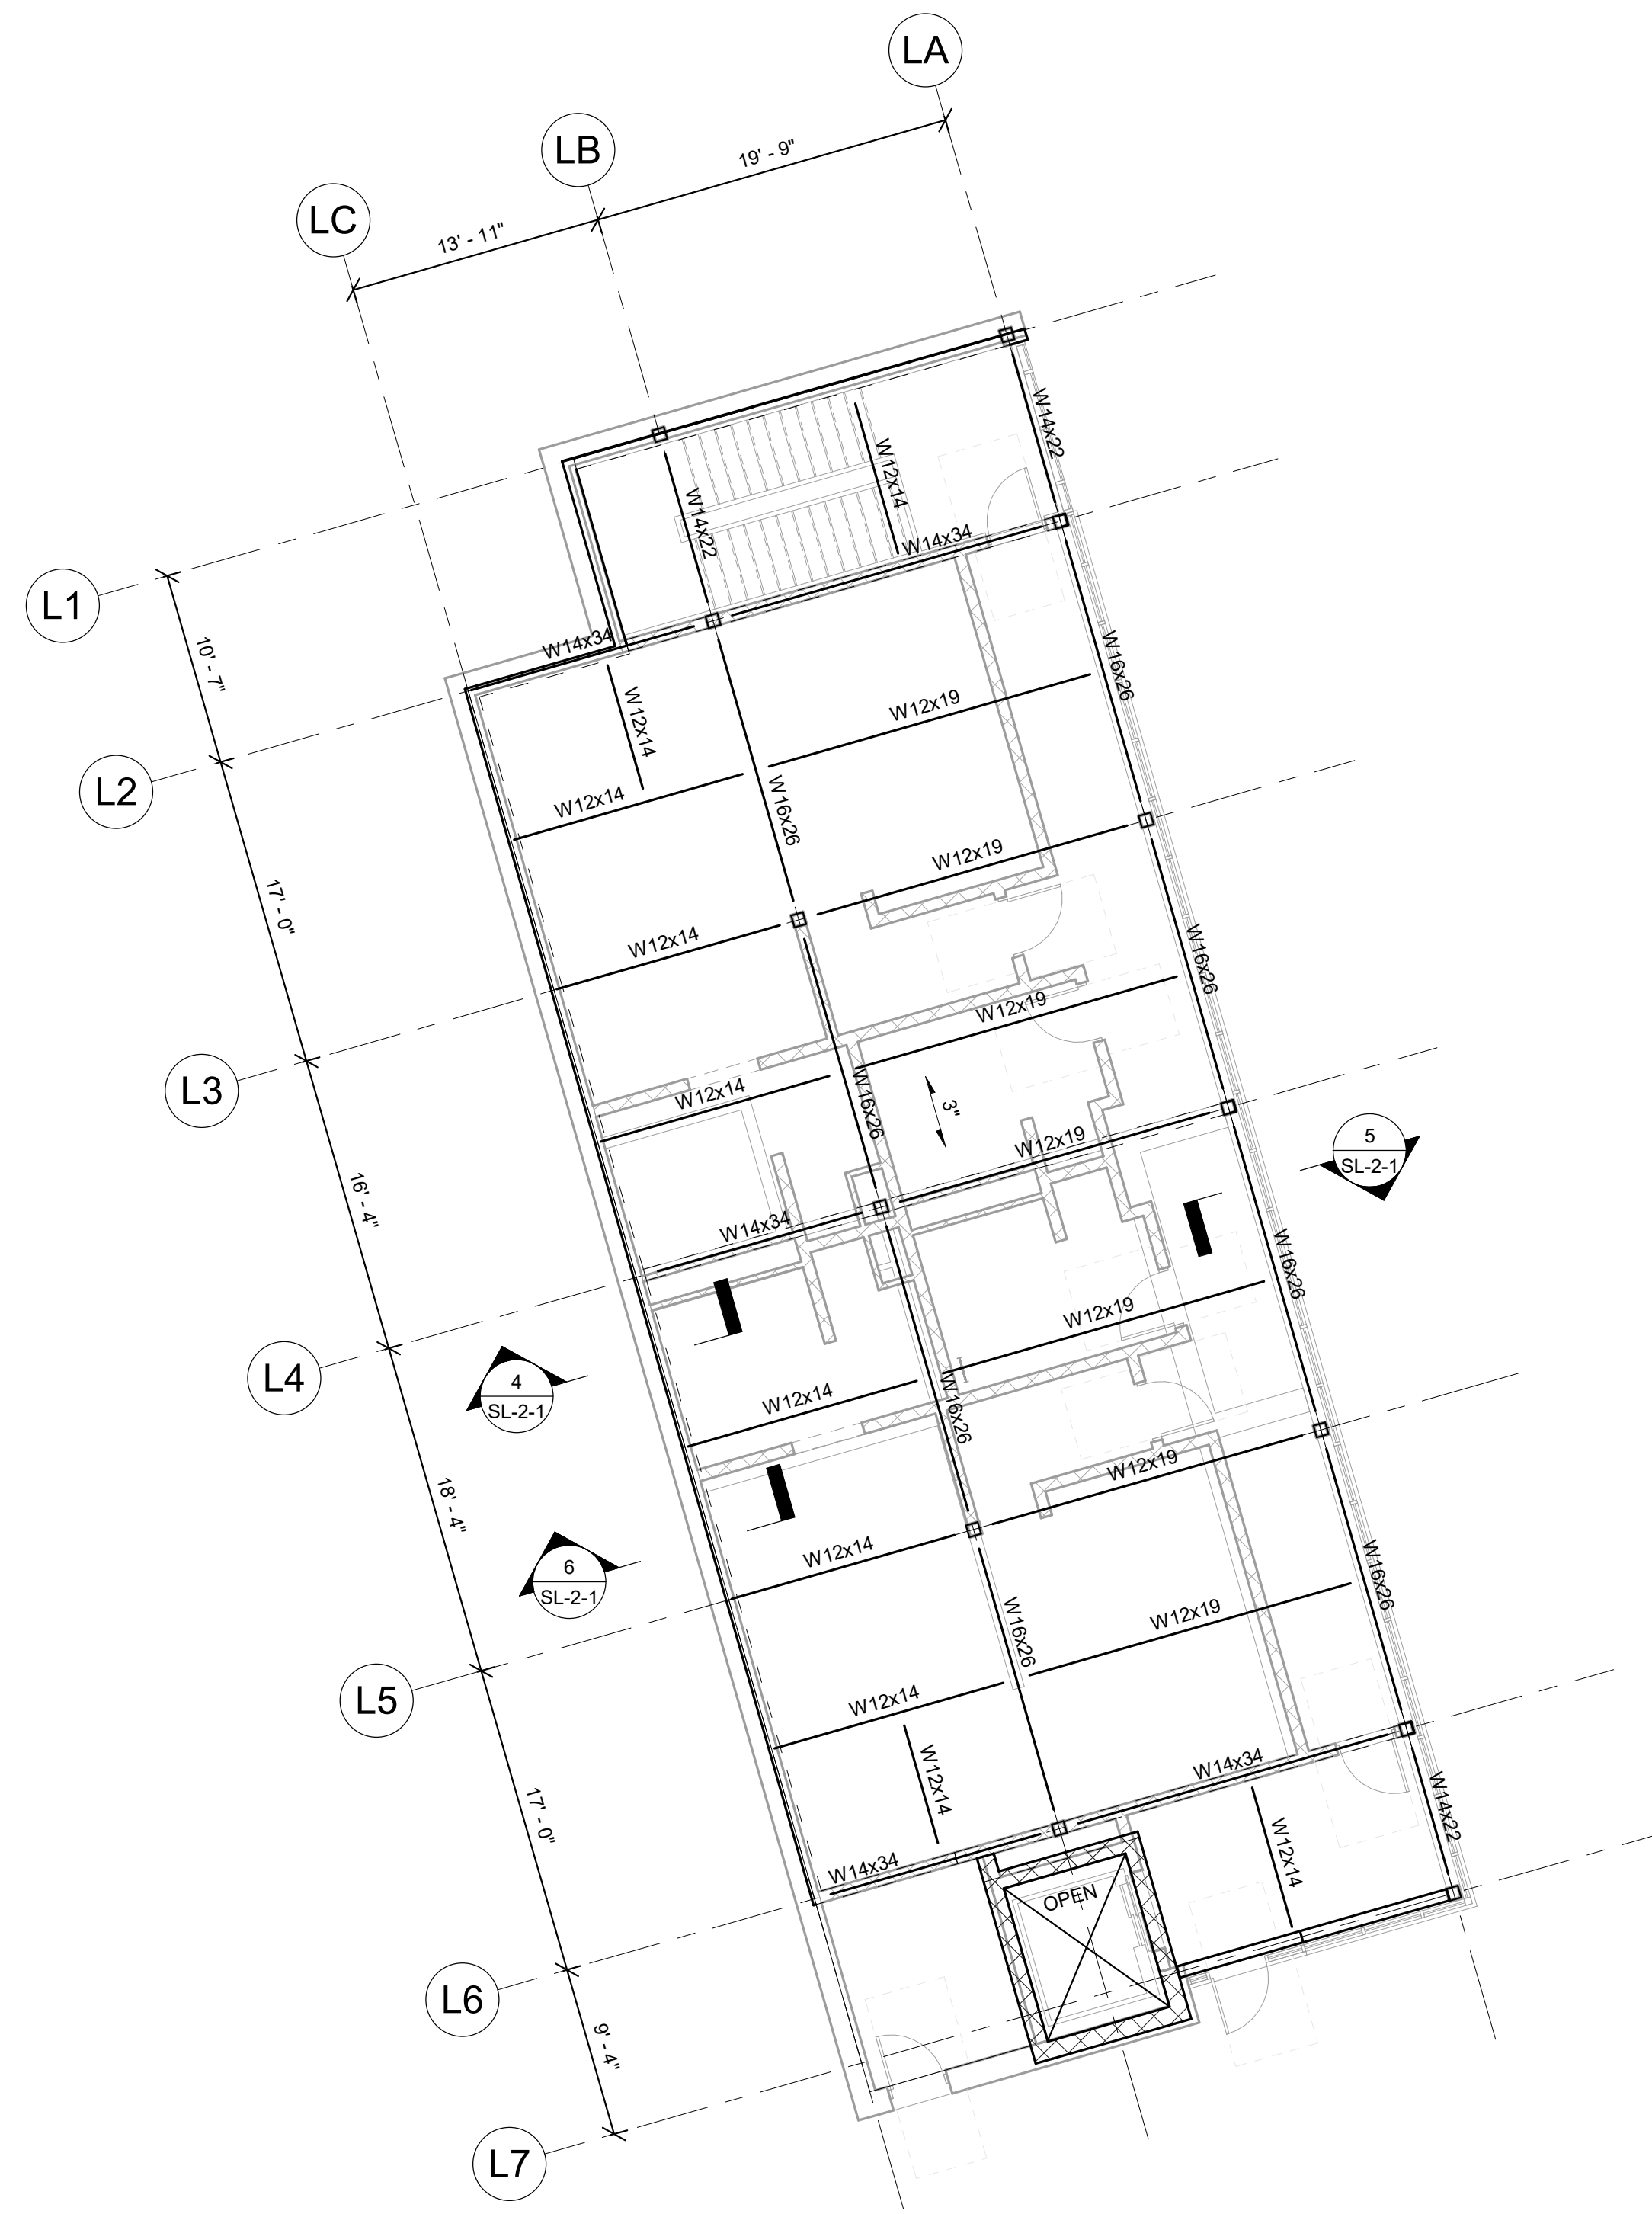 LA
LB
19' - 9"
LC
13' - 11"
W14x22
W12x14
W14x22
W14x34
L1
10' - 7"
W14x34
W16x26
W12x14
W12x19
L2
W12x14
W16x26
W12x19
17' - 0"
W12x14
W16x26
W12x19
L3
W12x14
W16x26
3"
W12x19
5
SL-2-1
16' - 4"
W14x34
W16x26
W12x19
L4
4
SL-2-1
W12x14
W16x26
W12x19
18' - 4"
W12x14
6
SL-2-1
W16x26
W12x19
W16x26
L5
W12x14
W12x14
W14x34
17' - 0"
W14x22
W14x34
W12x14
OPEN
L6
9' - 4"
L7